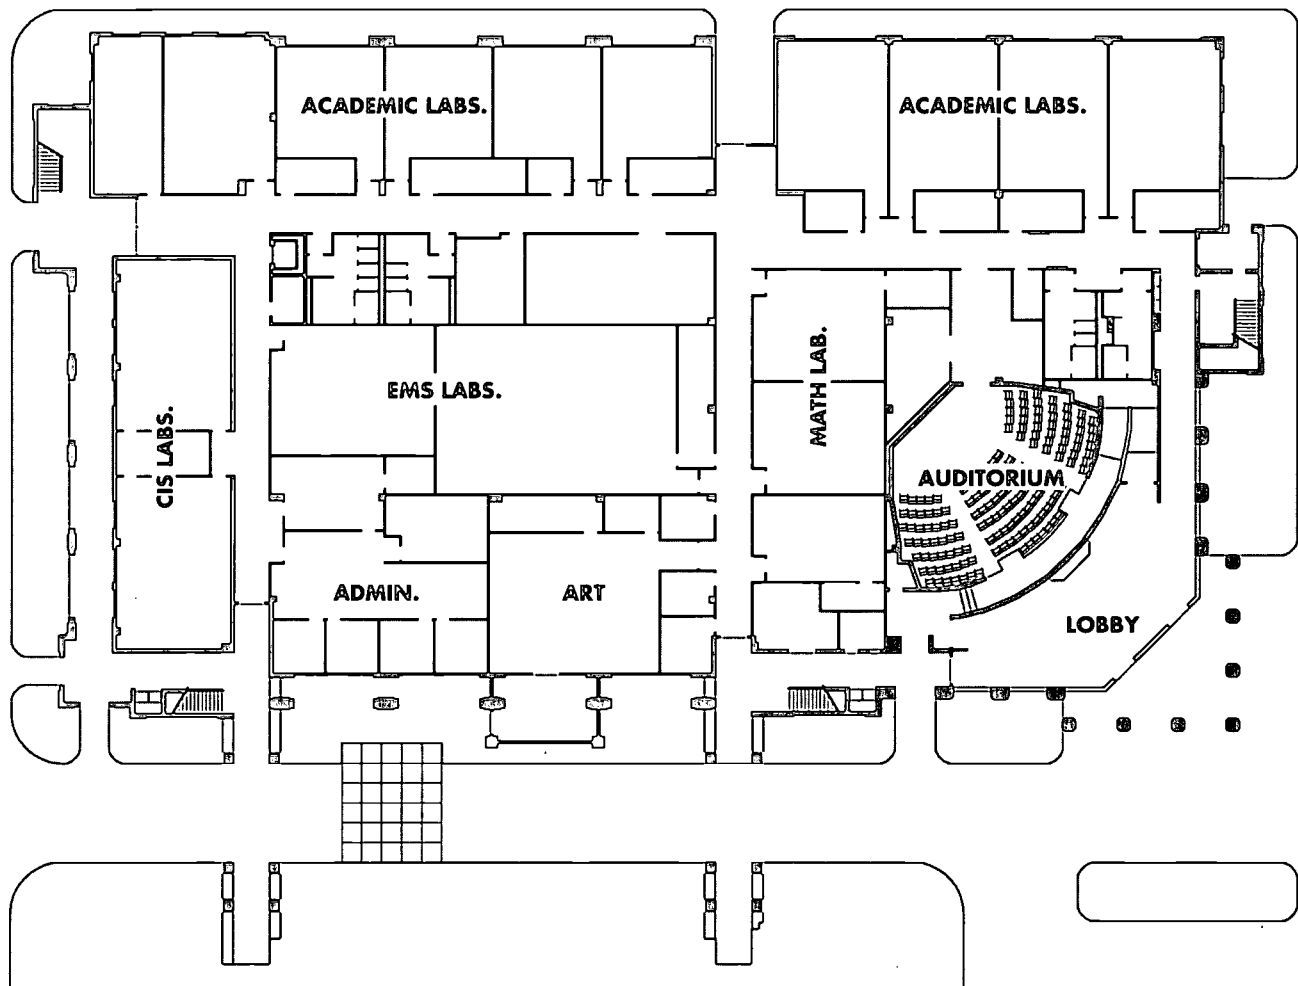 ACADEMIC LABS.
ACADEMIC LABS.
EMS LABS.
MATH LAB.
CIS LABS.
AUDITORIUM
ADMIN.
ART
LOBBY